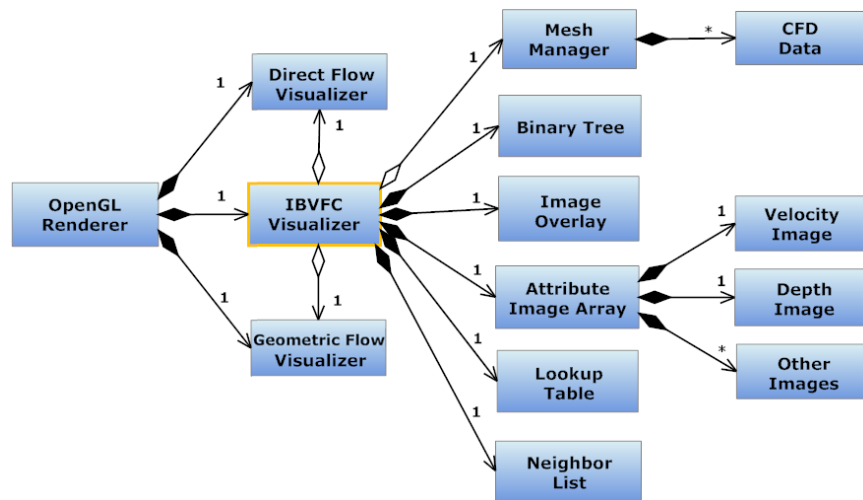 Mesh
Manager
*
CFD
Data
1
Direct Flow
Visualizer
1
1
Binary Tree
1
OpenGL
Renderer
1
IBVFC
Visualizer
1
Image
Overlay
1
Velocity
Image
1
Attribute
Image Array
1
Depth
Image
1
1
Geometric Flow
Visualizer
*
Other
Images
1
Lookup
Table
1
Neighbor
List